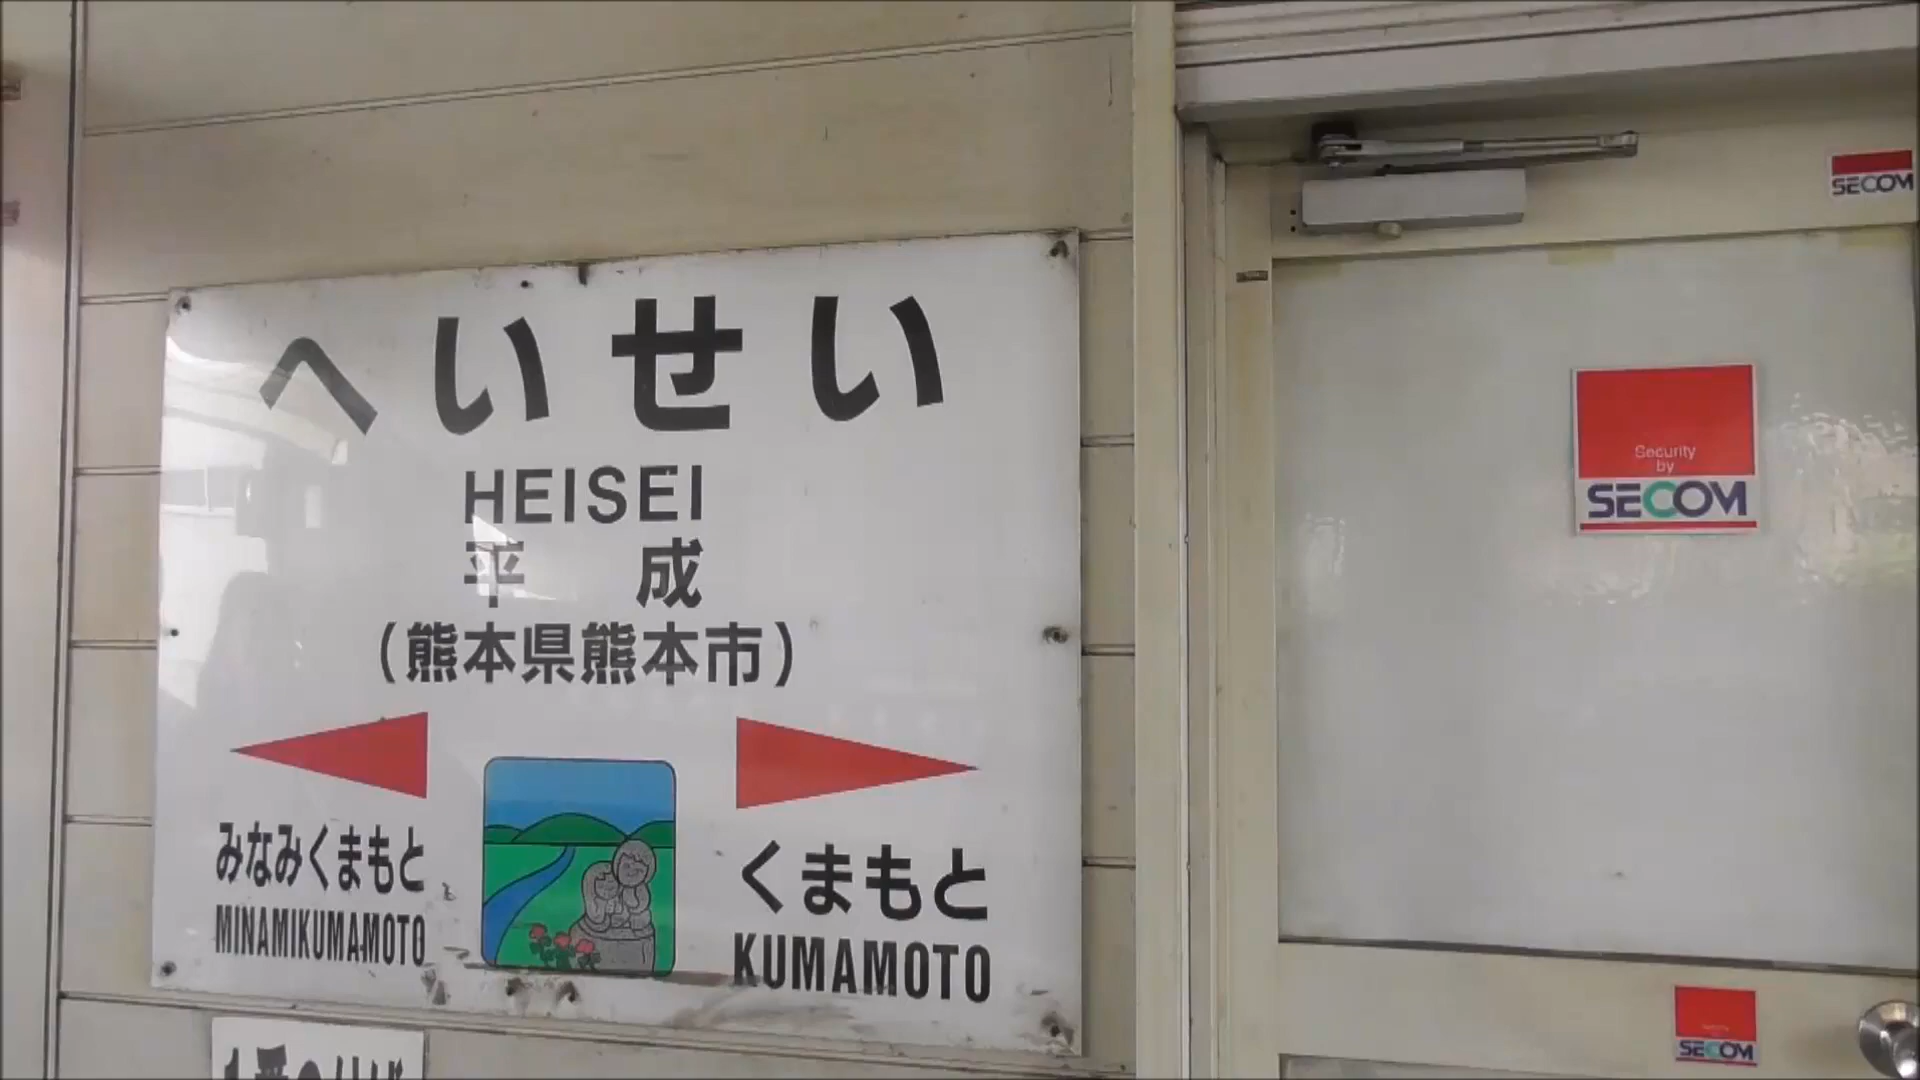 へいせい
HEISEI
平成
（熊本県熊本市）
みなみくまもと
MINAMIKUMAMOTO
くまもと
KUMAMOTO
SECOM
Security
by
SECOM
SECOM